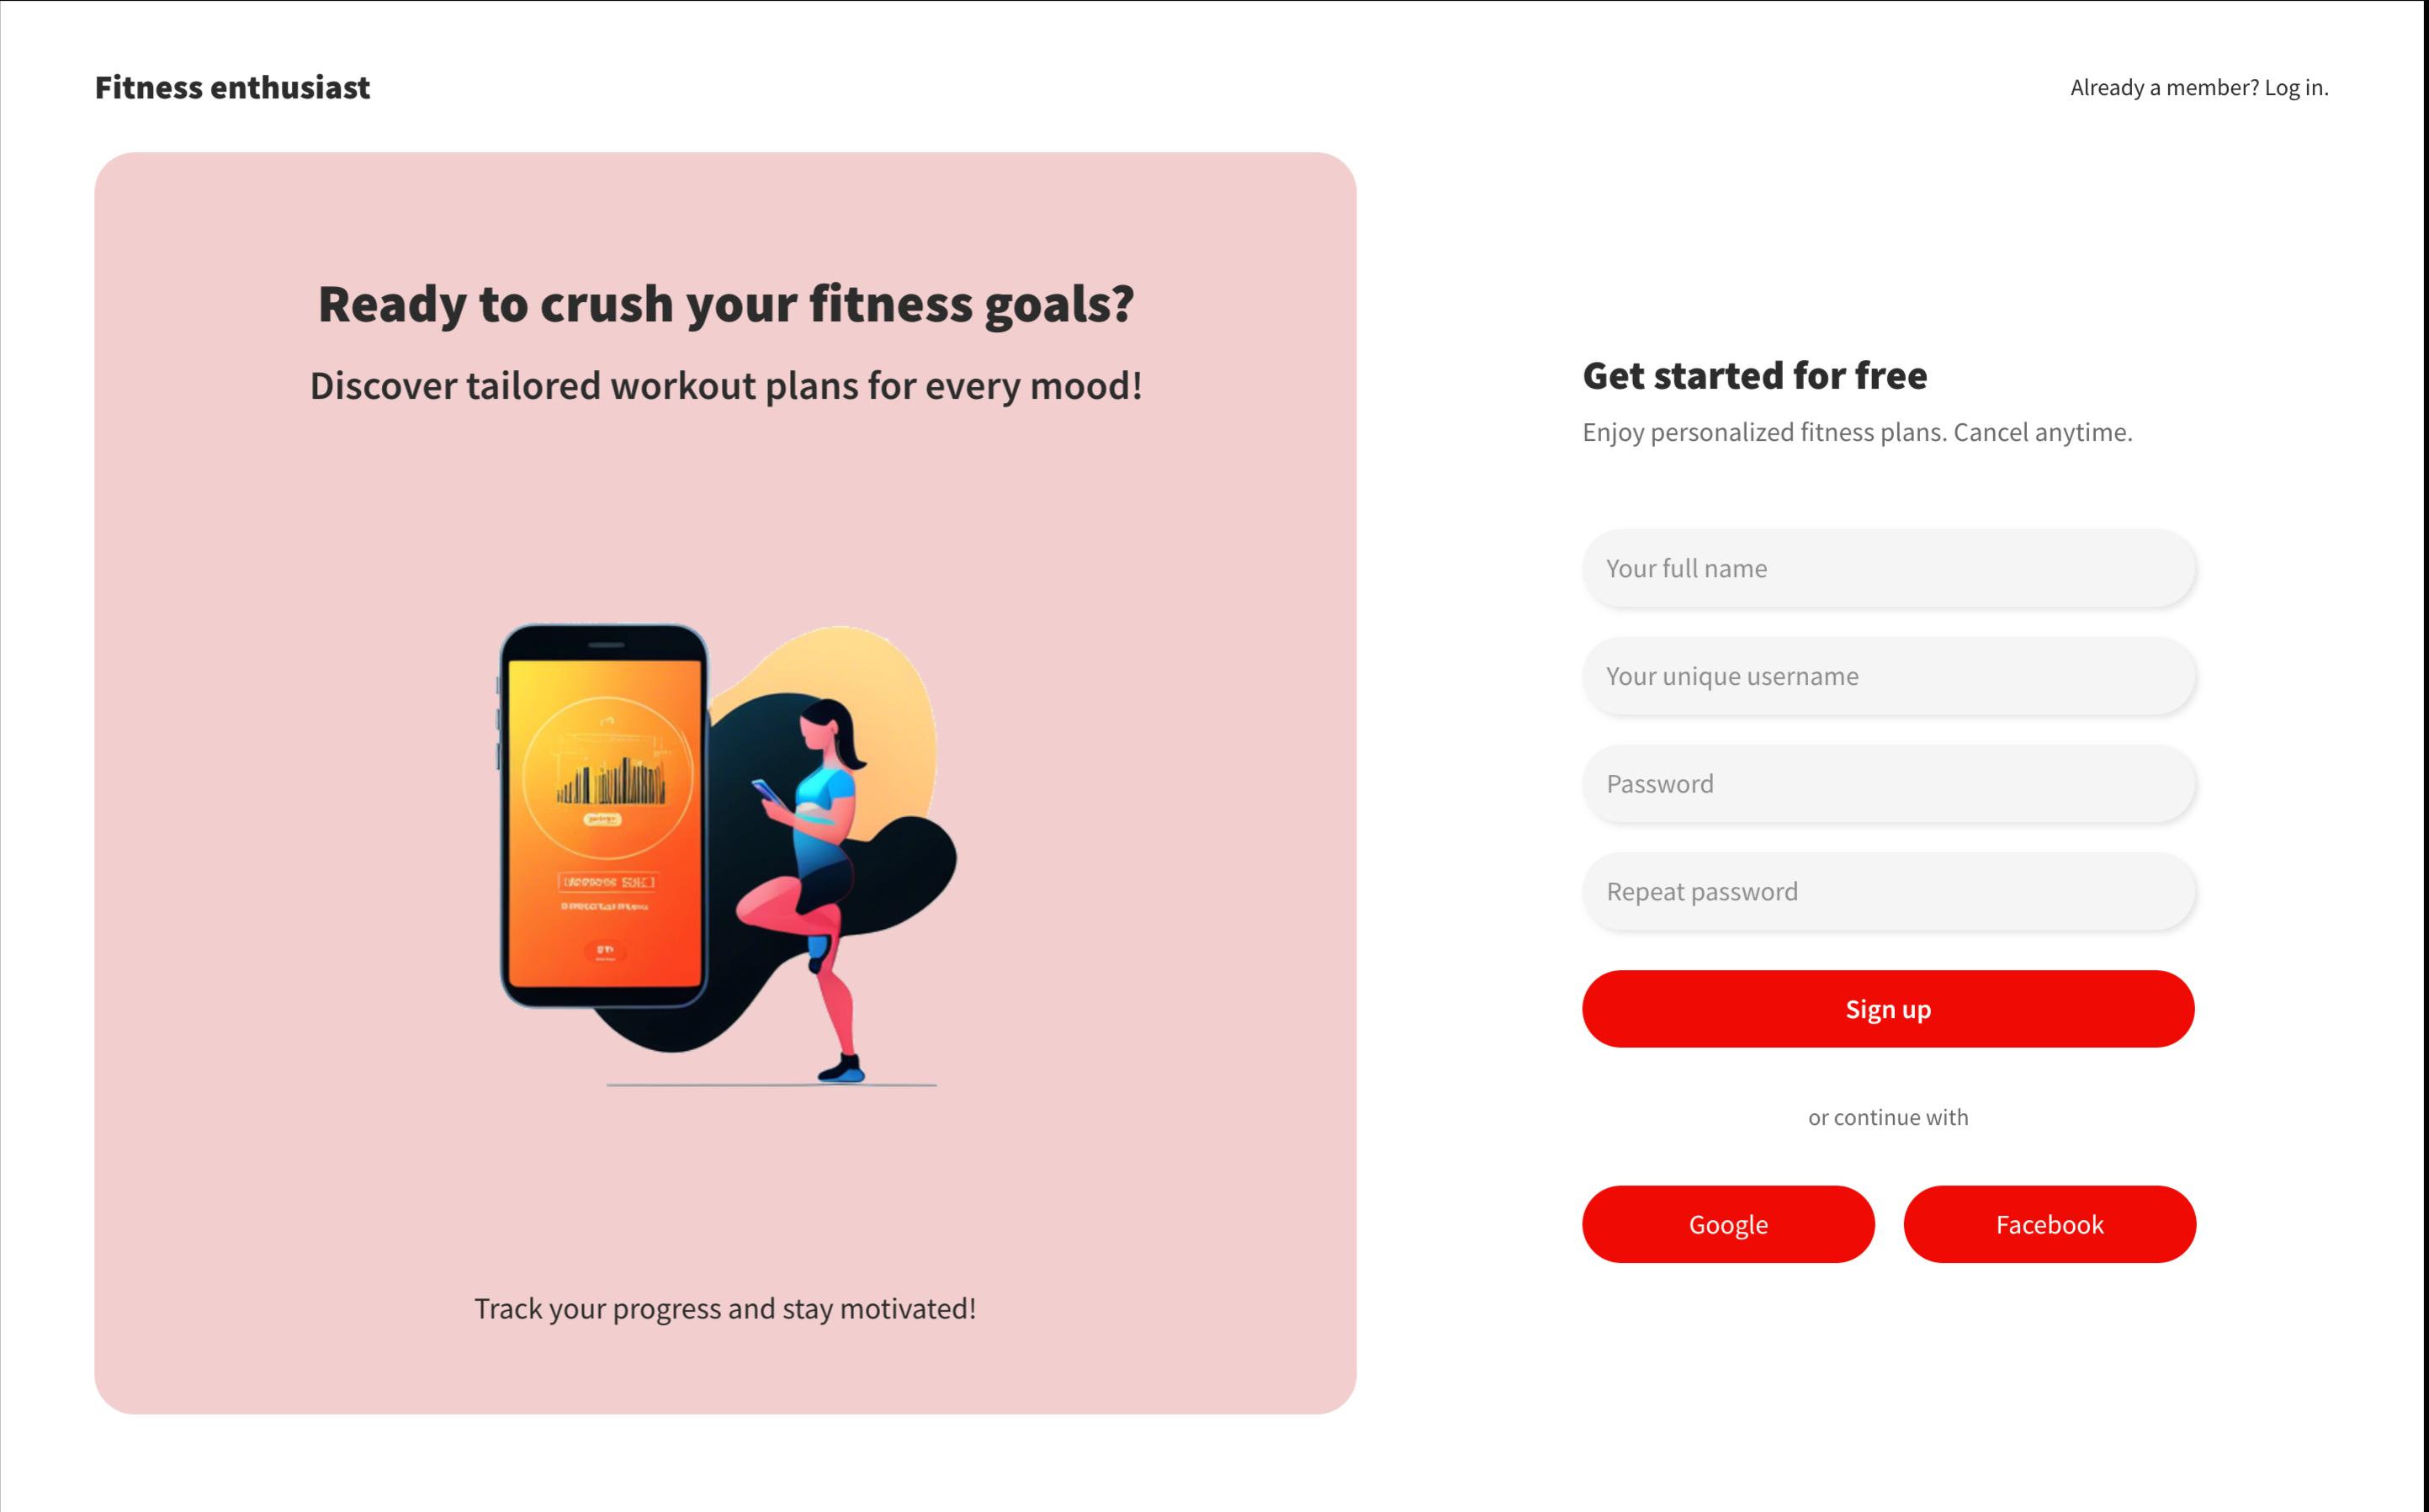 Fitness enthusiast
Already a member? Log in.
Ready to crush your fitness goals?
Discover tailored workout plans for every mood!
Track your progress and stay motivated!
Get started for free
Enjoy personalized fitness plans. Cancel anytime.
Your full name
Your unique username
Password
Repeat password
Sign up
or continue with
Google
Facebook